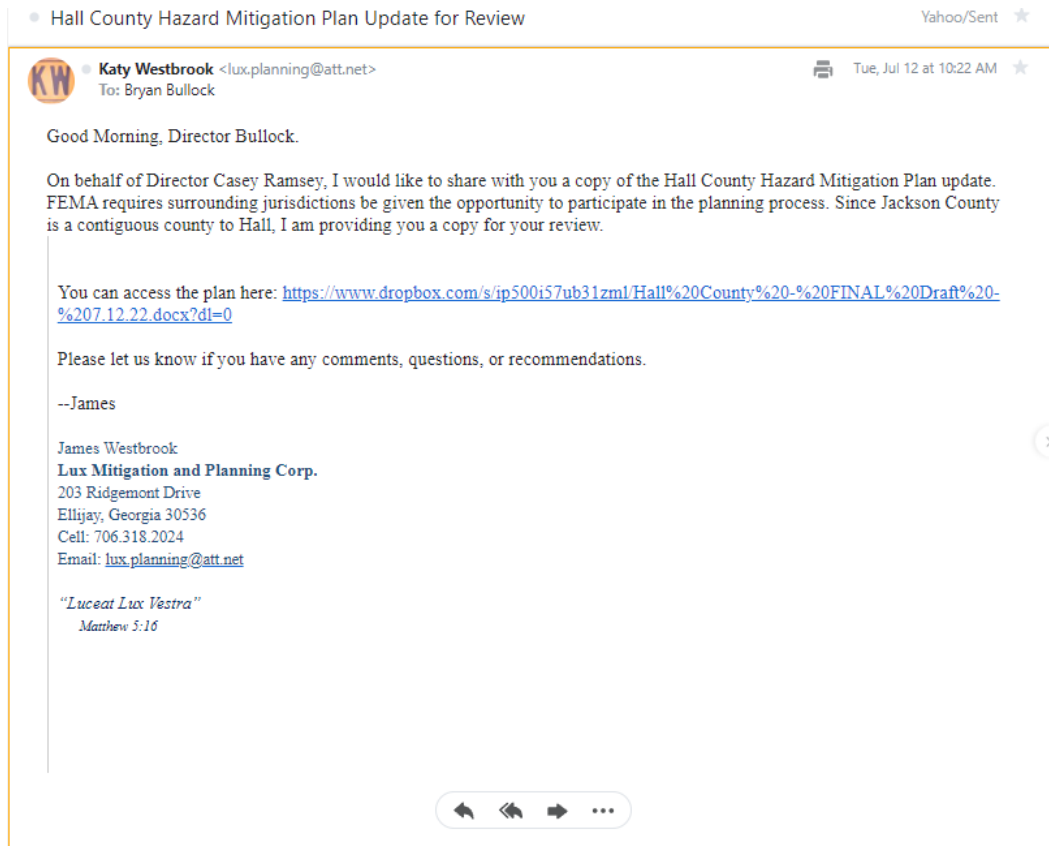 Hall County Hazard Mitigation Plan Update for Review
Yahoo/Sent
KW
Katy Westbrook <lux.planning@att.net>
Tue, Jul 12 at 10:22 AM
To: Bryan Bullock
Good Morning, Director Bullock.
On behalf of Director Casey Ramsey, I would like to share with you a copy of the Hall County Hazard Mitigation Plan update.
FEMA requires surrounding jurisdictions be given the opportunity to participate in the planning process. Since Jackson County
is a contiguous county to Hall, I am providing you a copy for your review.
You can access the plan here: https://www.dropbox.com/s/ip500i57ub31zml/Hall%20County%20-%20FINAL%20Draft%20-
%207.12.22.docx?dl=0
Please let us know if you have any comments, questions, or recommendations.
--James
James Westbrook
Lux Mitigation and Planning Corp.
203 Ridgemont Drive
Ellijay, Georgia 30536
Cell: 706.318.2024
Email: lux.planning@att.net
“Luceat Lux Vestra”
Matthew 5:16